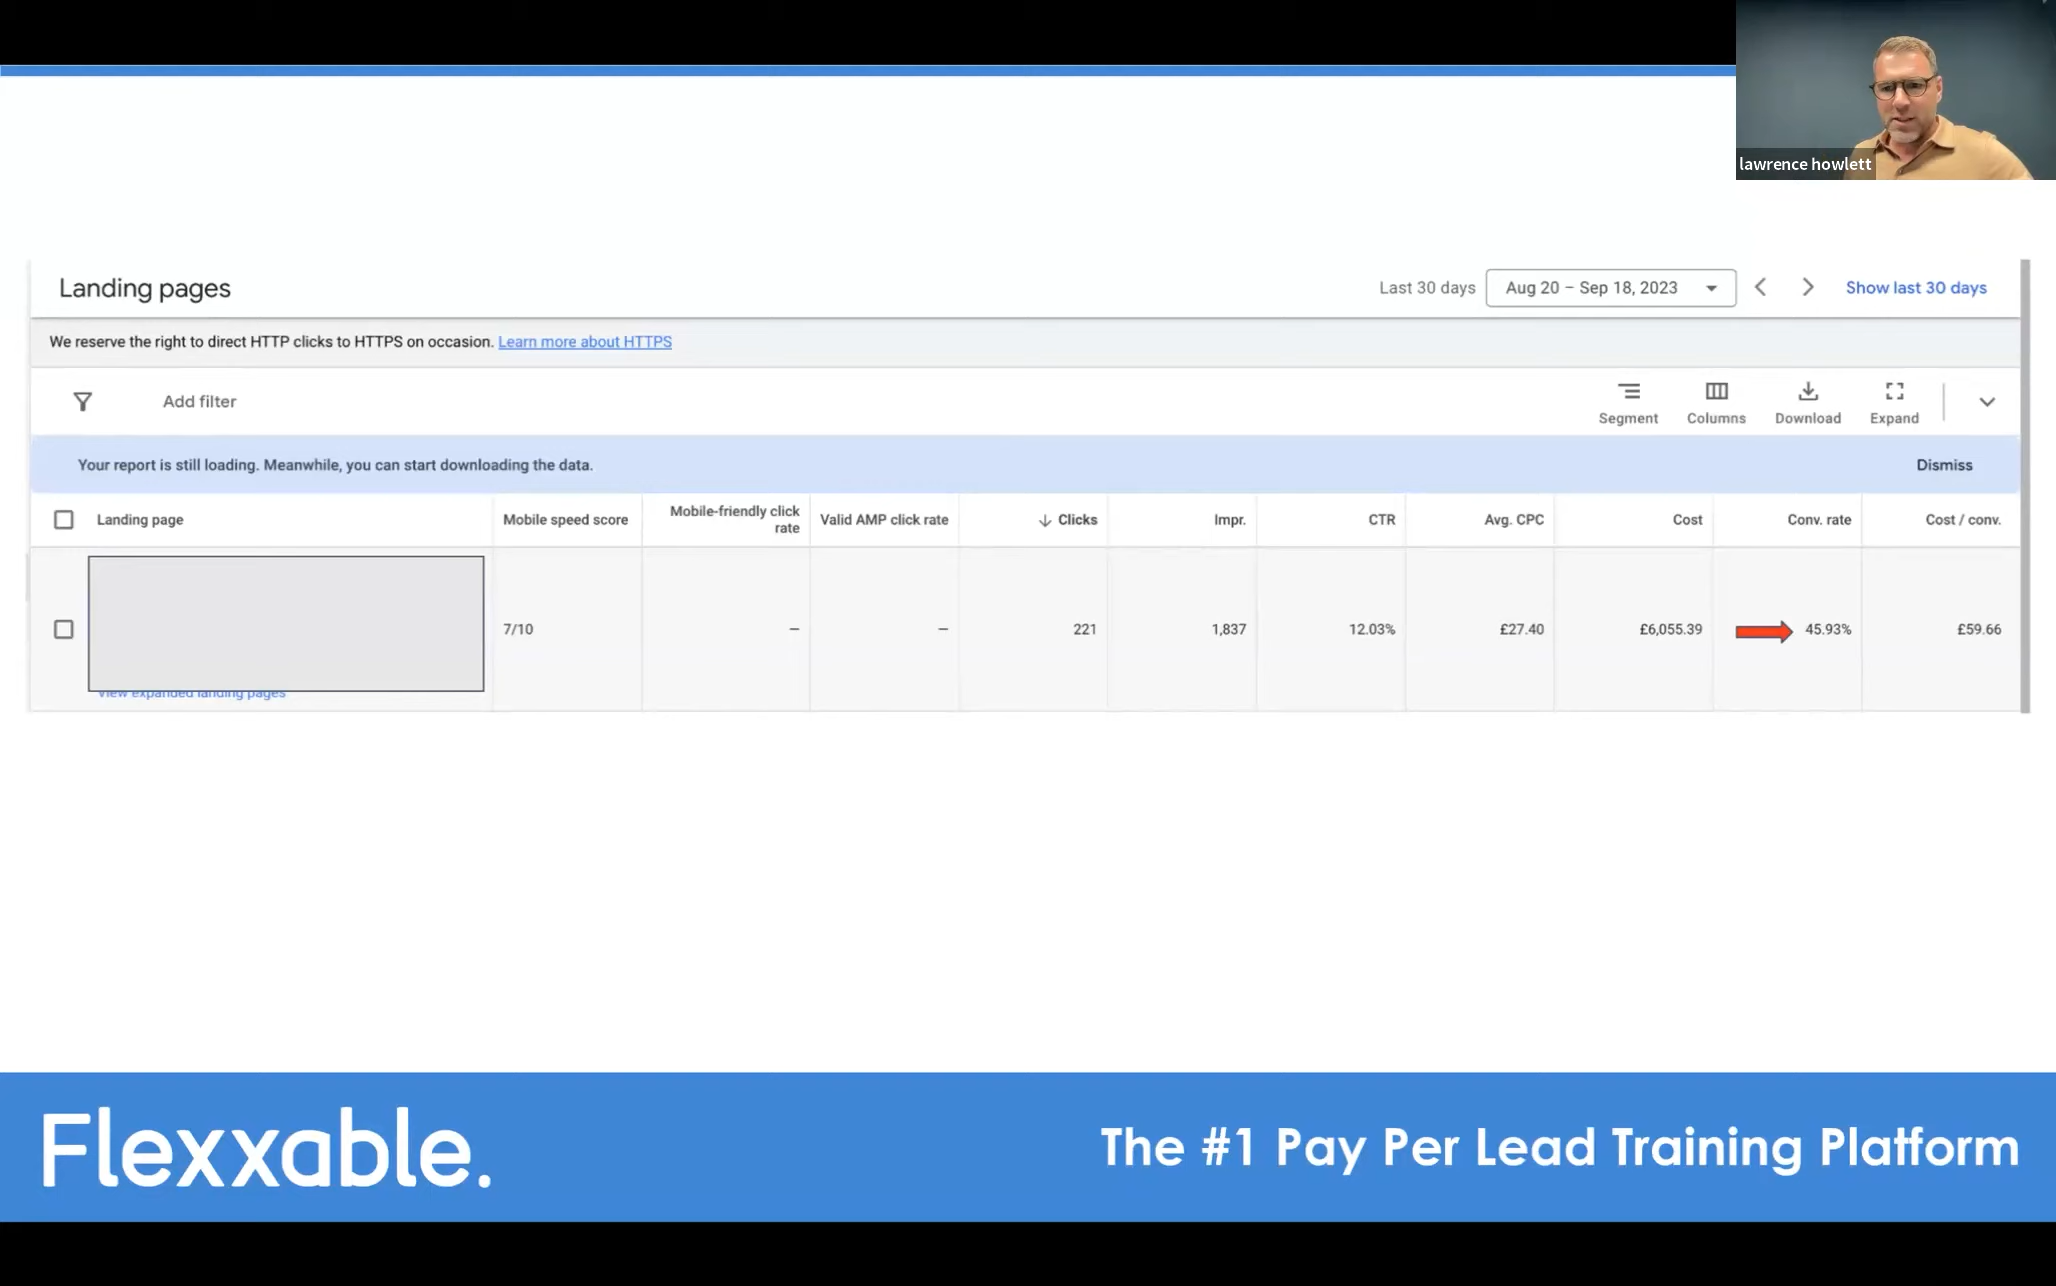 lawrence howlett
Landing pages
Last 30 days
Aug 20 – Sep 18, 2023
Show last 30 days
We reserve the right to direct HTTP clicks to HTTPS on occasion. Learn more about HTTPS
Add filter
Segment
Columns
Download
Expand
Your report is still loading. Meanwhile, you can start downloading the data.
Dismiss
Landing page
Mobile speed score
Mobile-friendly click
rate
Valid AMP click rate
Clicks
Impr.
CTR
Avg. CPC
Cost
Conv. rate
Cost / conv.
7/10
–
–
221
1,837
12.03%
£27.40
£6,055.39
45.93%
£59.66
View expanded landing pages
Flexxable.
The #1 Pay Per Lead Training Platform